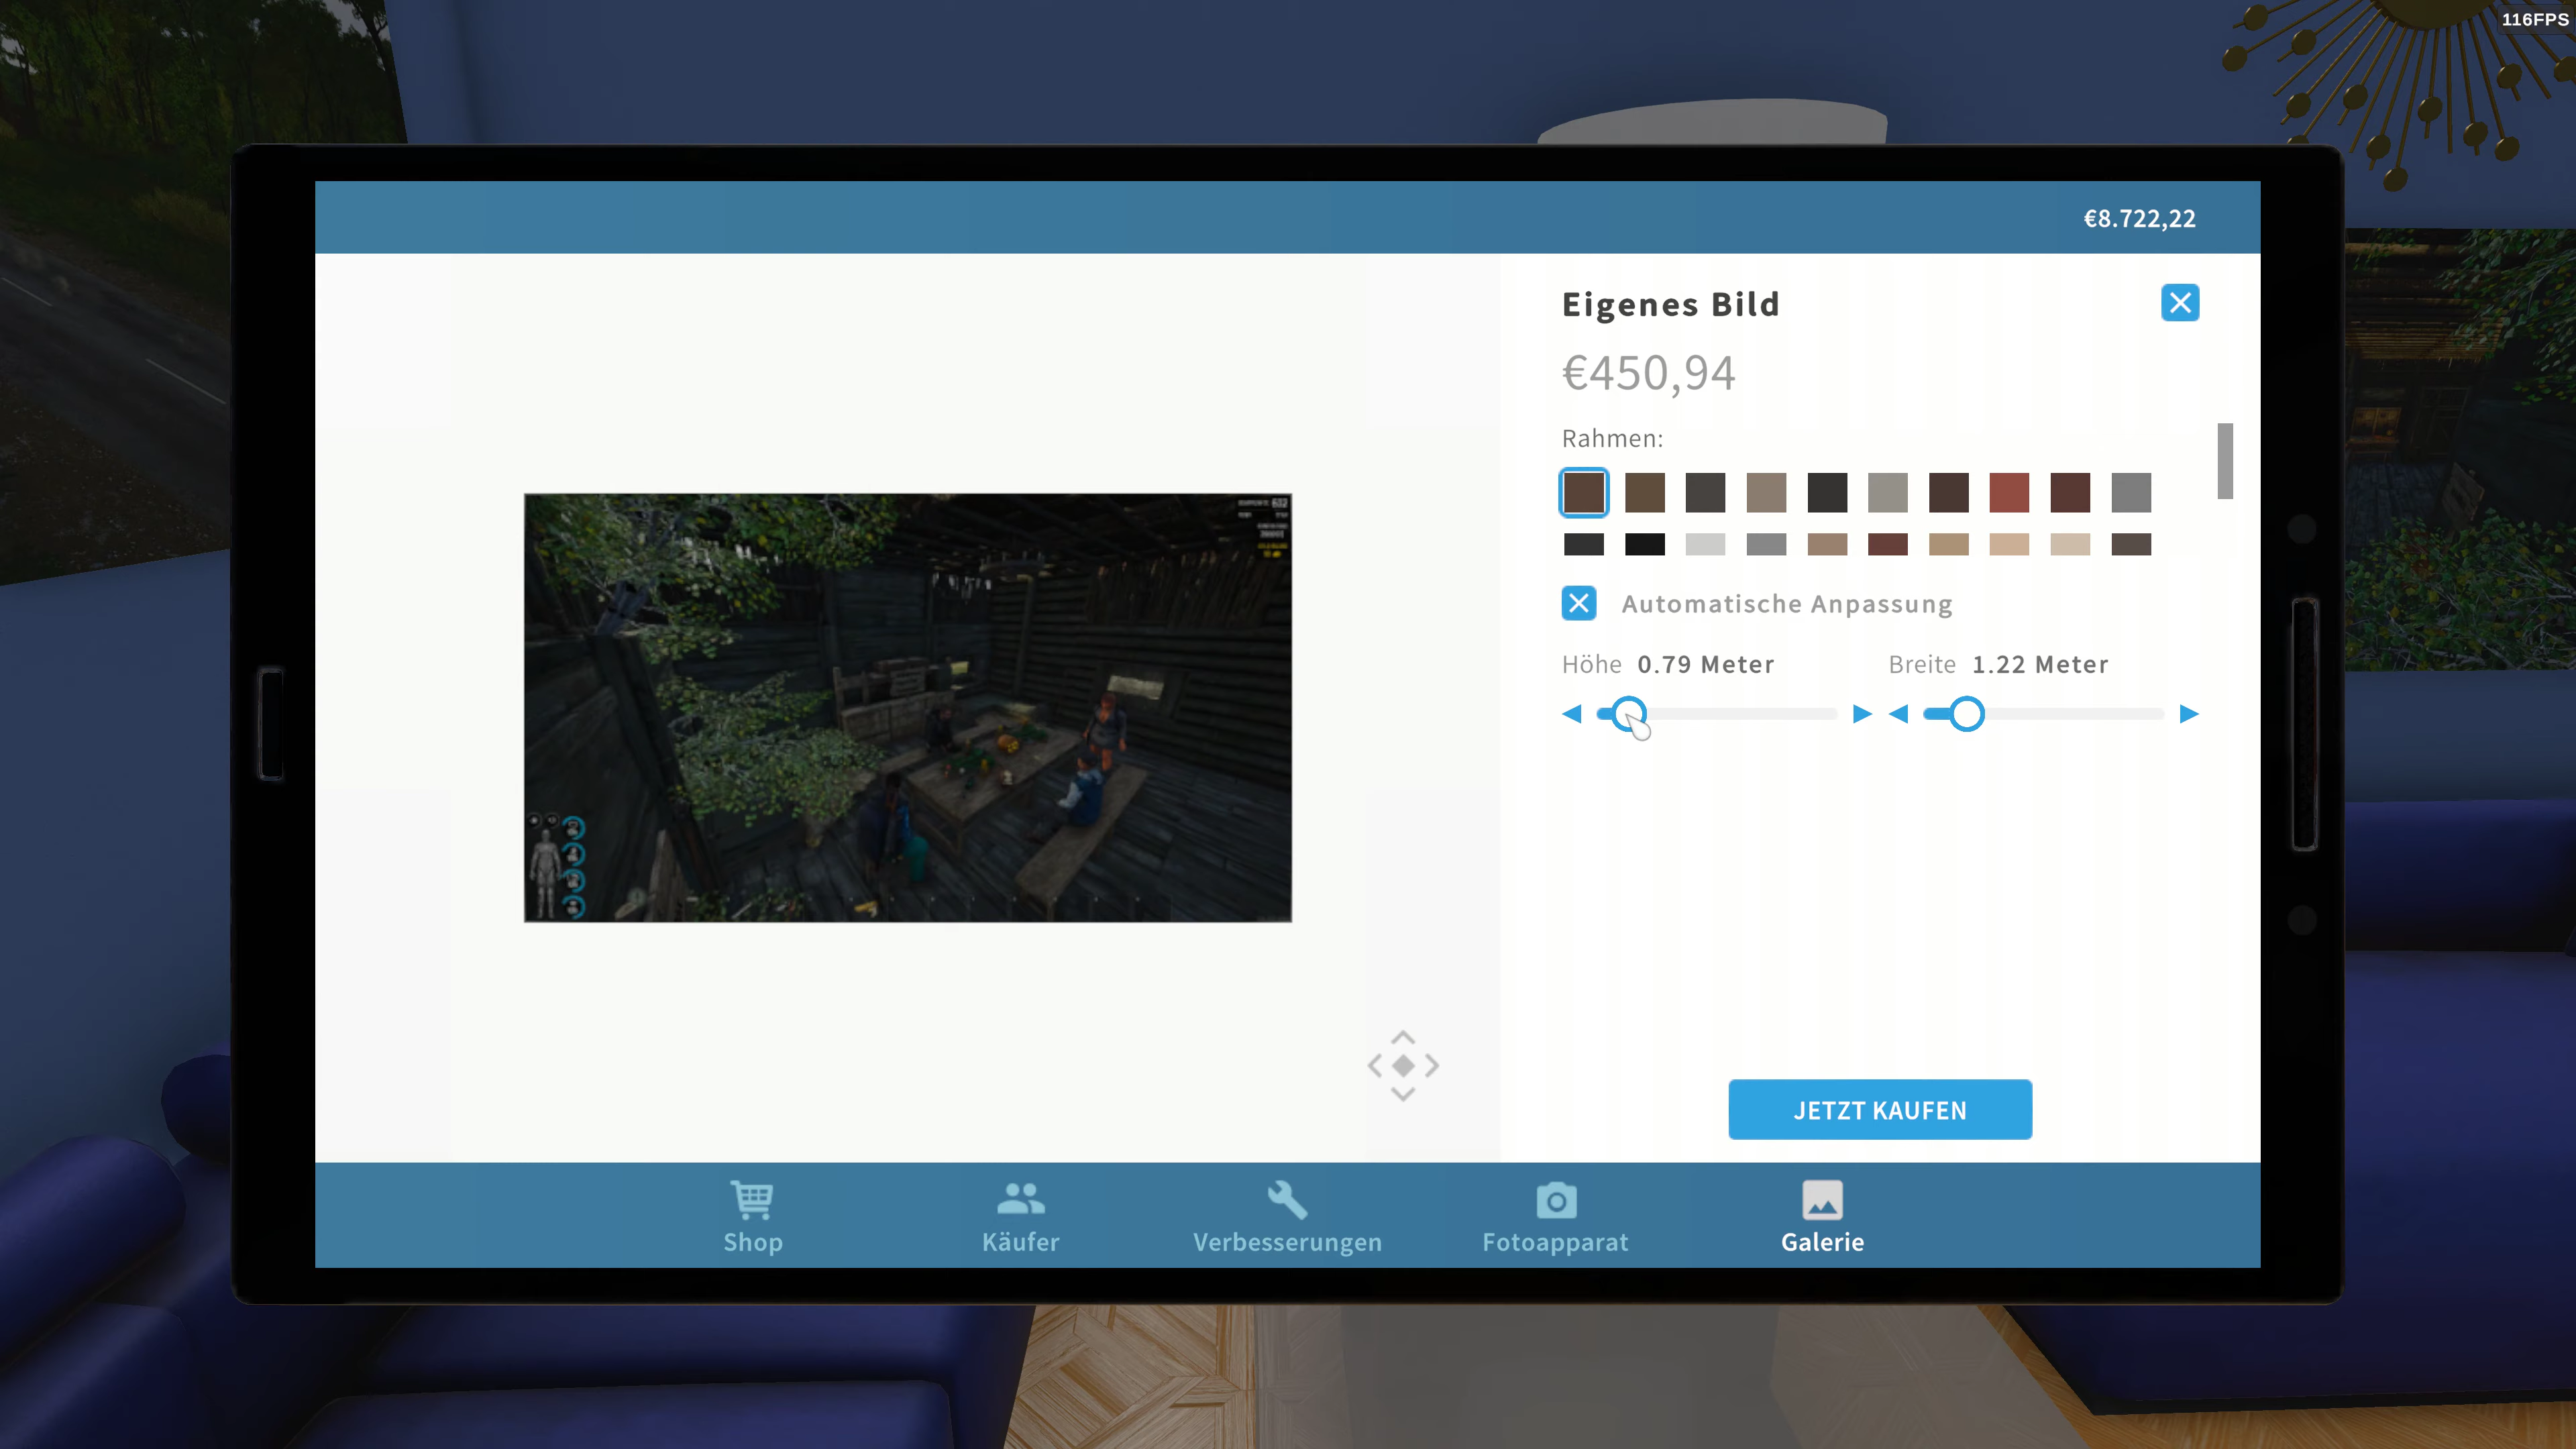 116FPS
€8.722,22
Eigenes Bild
€450,94
Rahmen:
Automatische Anpassung
Höhe 0.79 Meter Breite 1.22 Meter
JETZT KAUFEN
Shop Käufer Verbesserungen Fotoapparat Galerie